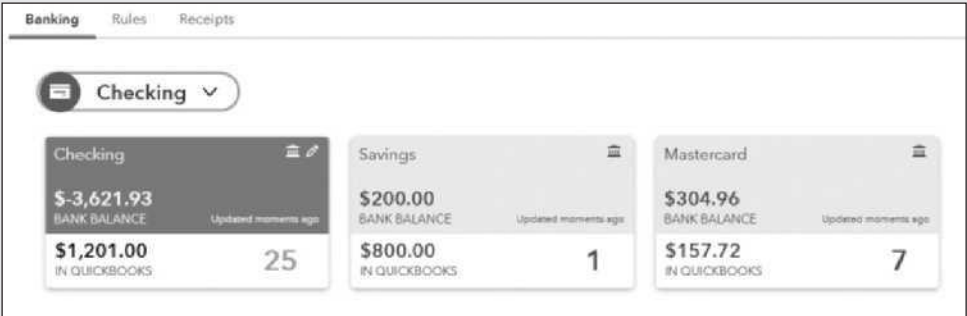 Banking Rules Receipts
Checking
Checking
$-3,621.93
BANK BALANCE Updated moments ago
$1,201.00
IN QUICKBOOKS
25
Savings
$200.00
BANK BALANCE Updated moments ago
$800.00
IN QUICKBOOKS
1
Mastercard
$304.96
BANK BALANCE Updated moments ago
$157.72
IN QUICKBOOKS
7